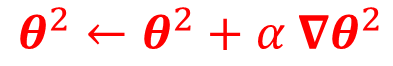 𝜽² ← 𝜽² + α 𝛁𝜽²